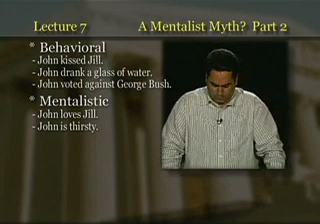 Lecture 7 A Mentalist Myth? Part 2
* Behavioral
- John kissed Jill.
- John drank a glass of water.
- John voted against George Bush.
* Mentalistic
- John loves Jill.
- John is thirsty.